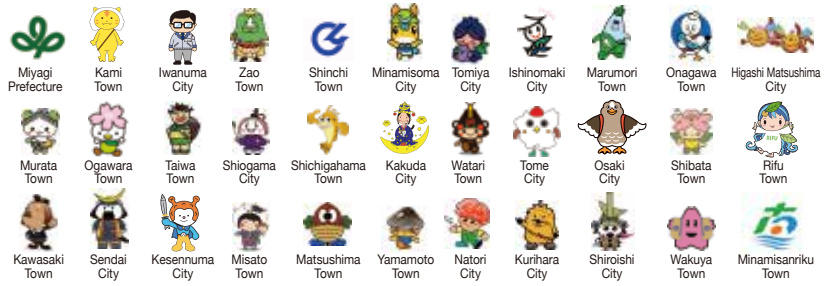 Miyagi Prefecture
Kami Town
Iwanuma City
Zao Town
Shinchi Town
Minamisoma City
Tomiya City
Ishinomaki City
Marumori Town
Onagawa Town
Higashi Matsushima City
Murata Town
Ogawara Town
Taiwa Town
Shiogama City
Shichigahama Town
Kakuda City
Watari Town
Tome City
Osaki City
Shibata Town
RIFU
Rifu Town
Kawasaki Town
Sendai City
Kesennuma City
Misato Town
Matsushima Town
Yamamoto Town
Natori City
Kurihara City
Shiroishi City
Wakuya Town
Minamisanriku Town